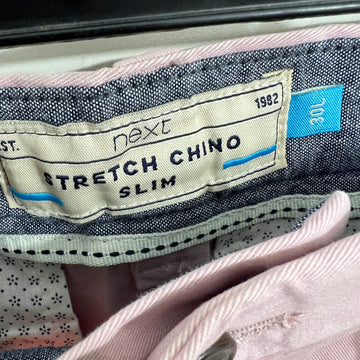 next
EST. 1982
STRETCH CHINO
SLIM
30L